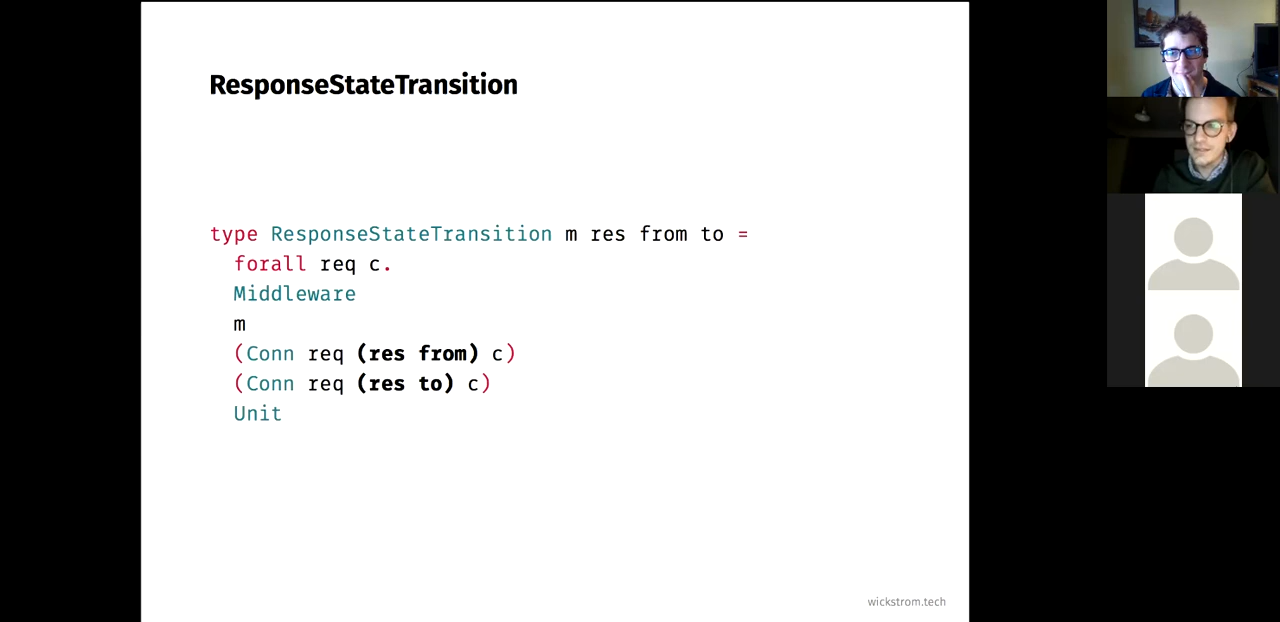 ResponseStateTransition
type ResponseStateTransition m res from to =
forall req c.
Middleware
m
(Conn req (res from) c)
(Conn req (res to) c)
Unit
wickstrom.tech